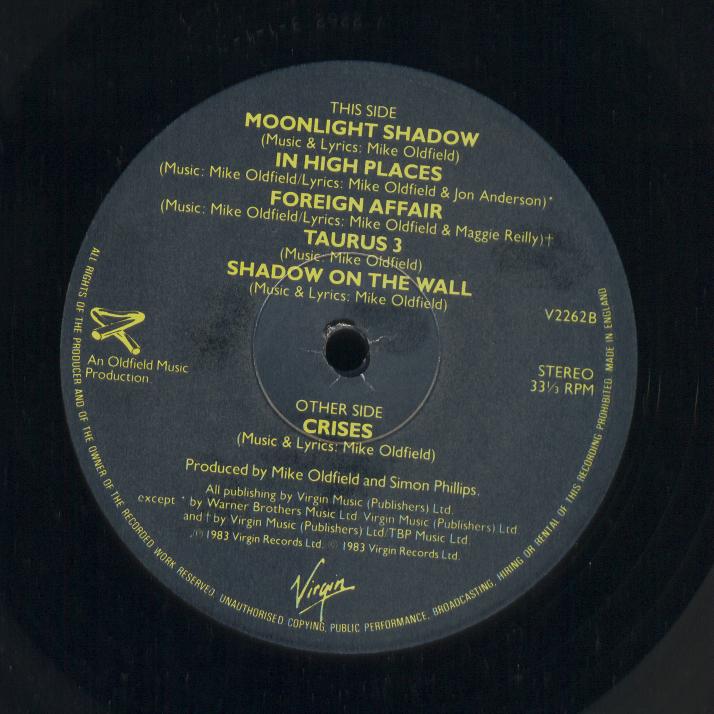 THIS SIDE
MOONLIGHT SHADOW
(Music & Lyrics: Mike Oldfield)
IN HIGH PLACES
(Music: Mike Oldfield/Lyrics: Mike Oldfield & Jon Anderson)*
FOREIGN AFFAIR
(Music: Mike Oldfield/Lyrics: Mike Oldfield & Maggie Reilly)†
TAURUS 3
(Music: Mike Oldfield)
SHADOW ON THE WALL
(Music & Lyrics: Mike Oldfield)
V2262B
An Oldfield Music
Production.
STEREO
33⅓ RPM
OTHER SIDE
CRISES
(Music & Lyrics: Mike Oldfield)
Produced by Mike Oldfield and Simon Phillips.
All publishing by Virgin Music (Publishers) Ltd.
except * by Warner Brothers Music Ltd. Virgin Music (Publishers) Ltd.
and † by Virgin Music (Publishers) Ltd/TBP Music Ltd.
℗ 1983 Virgin Records Ltd. © 1983 Virgin Records Ltd.
Virgin
ALL RIGHTS OF THE PRODUCER AND OF THE OWNER OF THE RECORDED WORK RESERVED. UNAUTHORISED COPYING, PUBLIC PERFORMANCE, BROADCASTING, HIRING OR RENTAL OF THIS RECORDING PROHIBITED. MADE IN ENGLAND